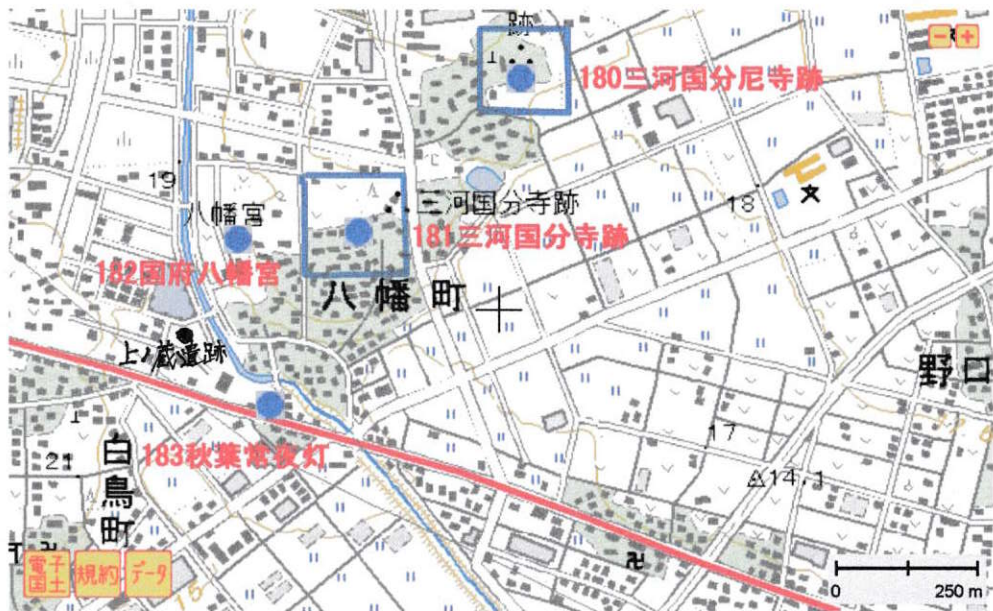 跡
180三河国分尼寺跡
三河国分寺跡
181三河国分寺跡
19
八幡宮
182国府八幡宮
八幡町
18
上ノ蔵遺跡
野口
183秋葉常夜灯
白鳥町
21
17
14.1
15
電子国土
規約
データ
0 250 m